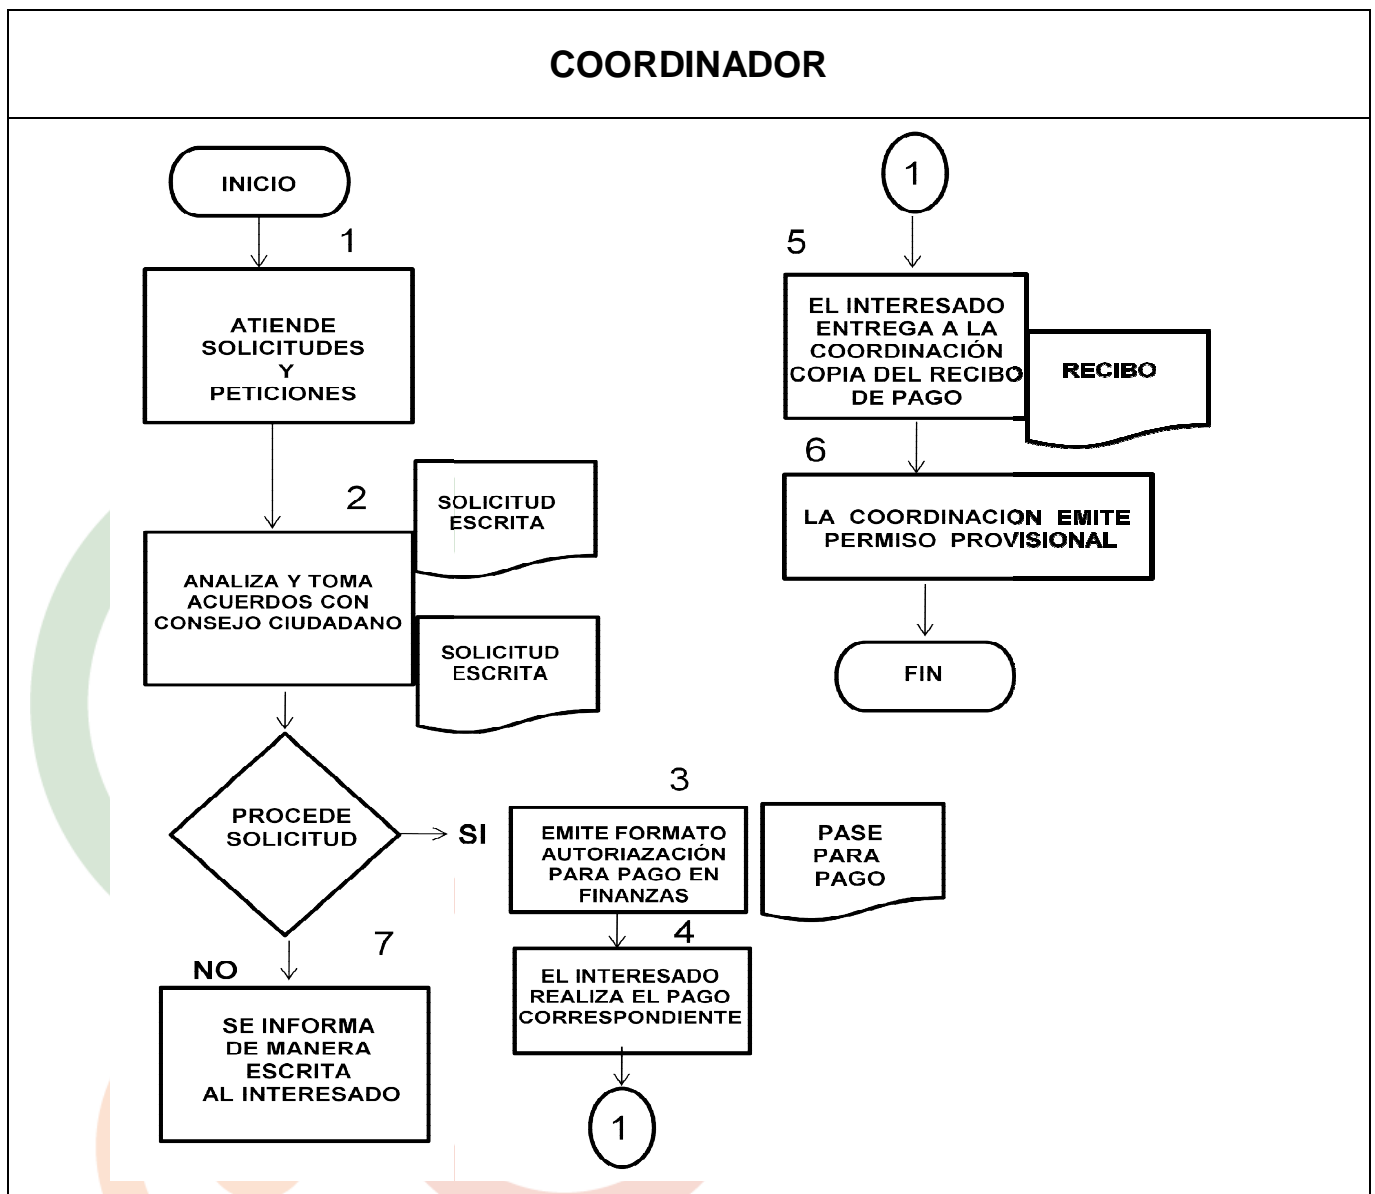 COORDINADOR
INICIO
1
ATIENDE
SOLICITUDES
Y
PETICIONES
2
SOLICITUD
ESCRITA
ANALIZA Y TOMA
ACUERDOS CON
CONSEJO CIUDADANO
SOLICITUD
ESCRITA
PROCEDE
SOLICITUD
SI
NO
7
SE INFORMA
DE MANERA
ESCRITA
AL INTERESADO
3
EMITE FORMATO
AUTORIAZACIÓN
PARA PAGO EN
FINANZAS
PASE
PARA
PAGO
4
EL INTERESADO
REALIZA EL PAGO
CORRESPONDIENTE
1
1
5
EL INTERESADO
ENTREGA A LA
COORDINACIÓN
COPIA DEL RECIBO
DE PAGO
RECIBO
6
LA COORDINACION EMITE
PERMISO PROVISIONAL
FIN